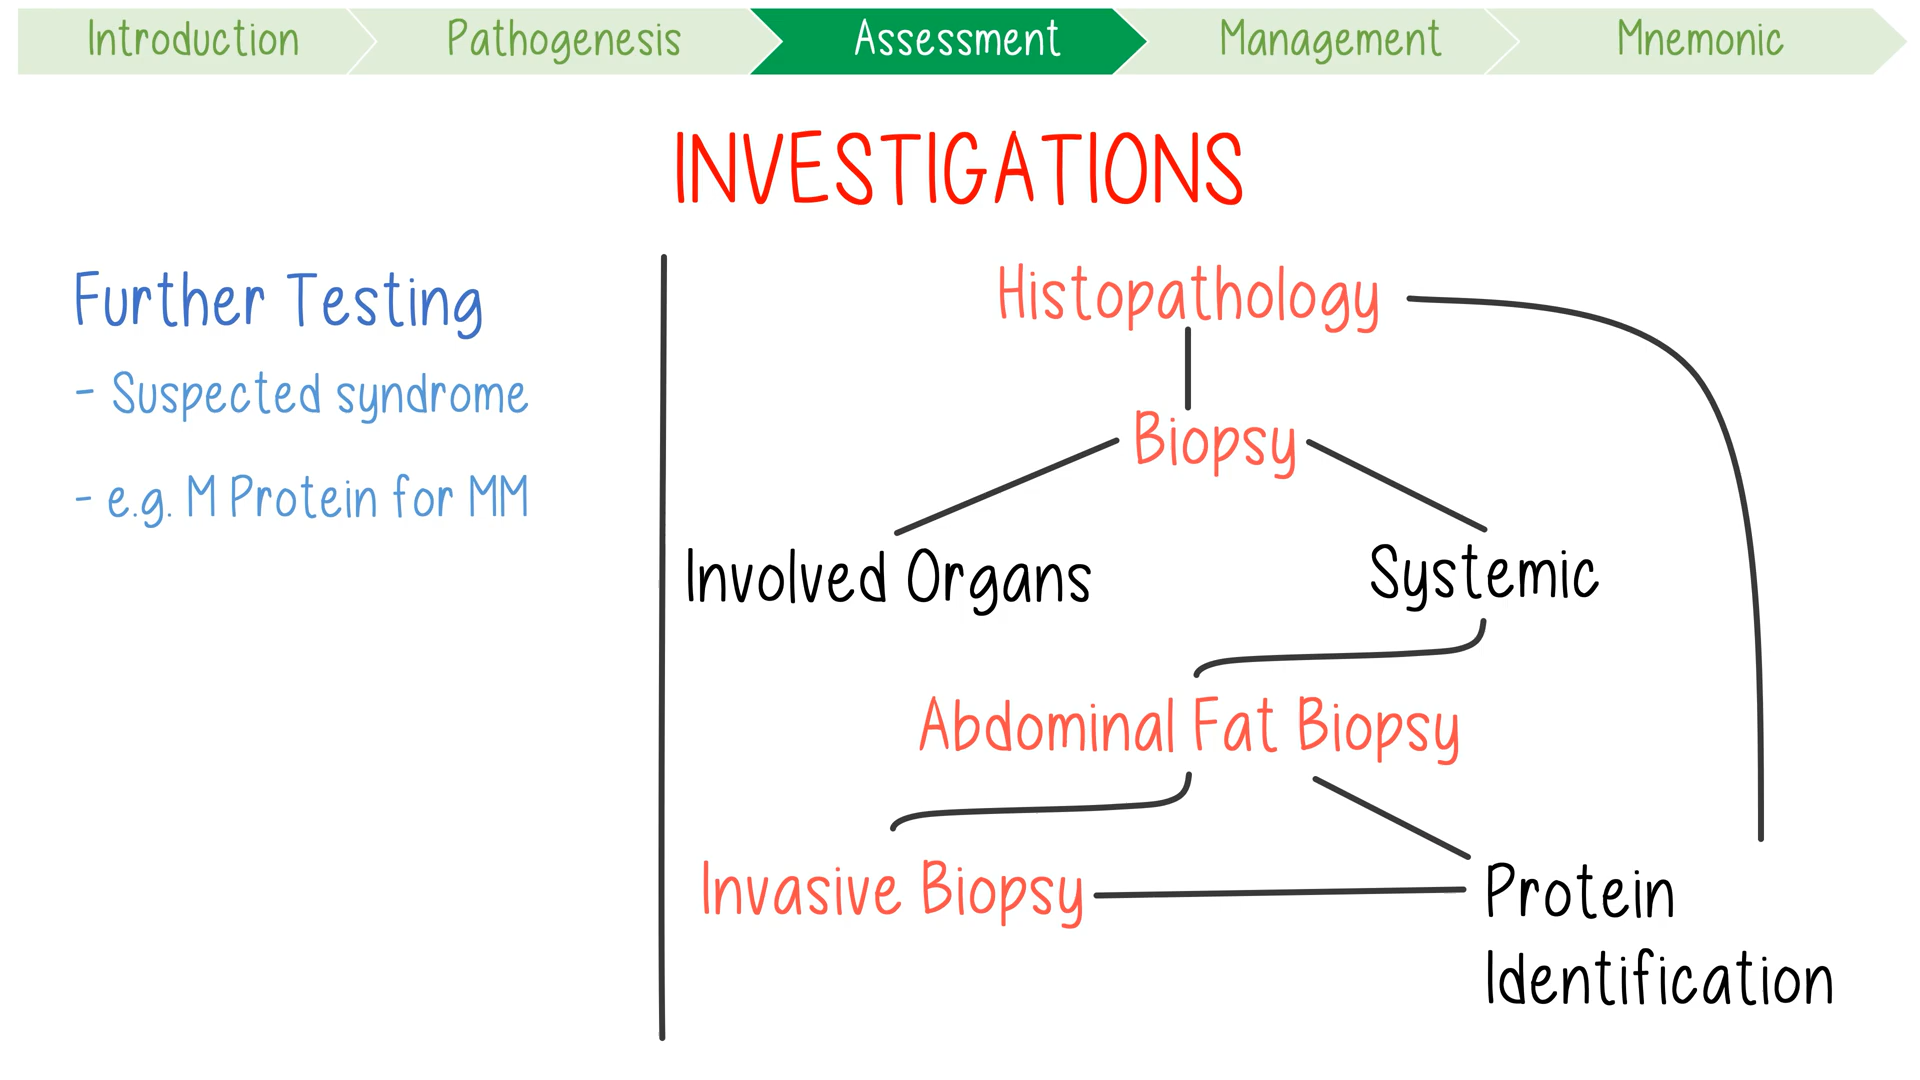 Introduction
Pathogenesis
Assessment
Management
Mnemonic
INVESTIGATIONS
Further Testing
- Suspected syndrome
- e.g. M Protein for MM
Histopathology
Biopsy
Involved Organs
Systemic
Abdominal Fat Biopsy
Invasive Biopsy
Protein
Identification